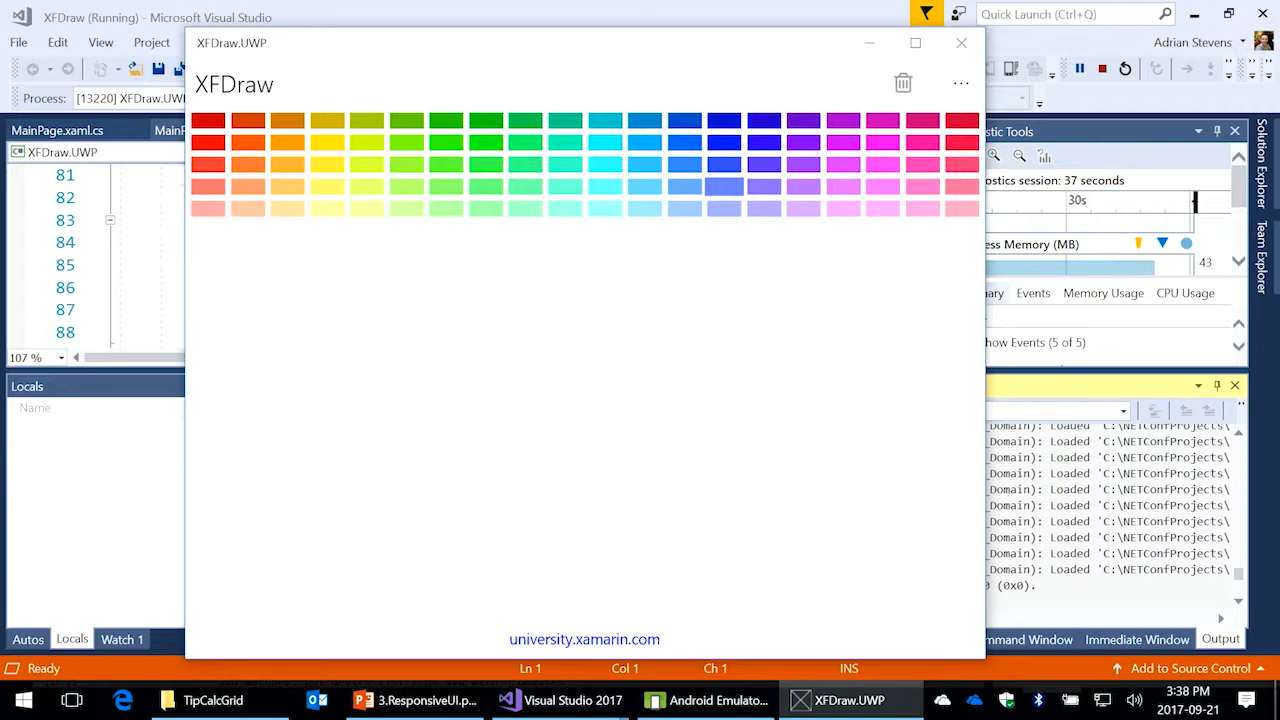 XFDraw (Running) - Microsoft Visual Studio
Quick Launch (Ctrl+Q)
File Edit View Project
Adrian Stevens
Process: [13220] XFDraw.UWP
XFDraw.UWP
XFDraw
...
MainPage.xaml.cs
XFDraw.UWP
81
82
83
84
85
86
87
88
107 %
Locals
Name
Autos Locals Watch 1
university.xamarin.com
stic Tools
ostics session: 37 seconds
30s
ess Memory (MB)
43
ary Events Memory Usage CPU Usage
how Events (5 of 5)
Solution Explorer
Team Explorer
_Domain): Loaded 'C:\NETConfProjects\
_Domain): Loaded 'C:\NETConfProjects\
_Domain): Loaded 'C:\NETConfProjects\
_Domain): Loaded 'C:\NETConfProjects\
_Domain): Loaded 'C:\NETConfProjects\
_Domain): Loaded 'C:\NETConfProjects\
_Domain): Loaded 'C:\NETConfProjects\
_Domain): Loaded 'C:\NETConfProjects\
_Domain): Loaded 'C:\NETConfProjects\
_Domain): Loaded 'C:\NETConfProjects\
0 (0x0).
mmand Window Immediate Window Output
Ready Ln 1 Col 1 Ch 1 INS Add to Source Control
TipCalcGrid 3.ResponsiveUI.p... Visual Studio 2017 Android Emulato... XFDraw.UWP
3:38 PM
2017-09-21